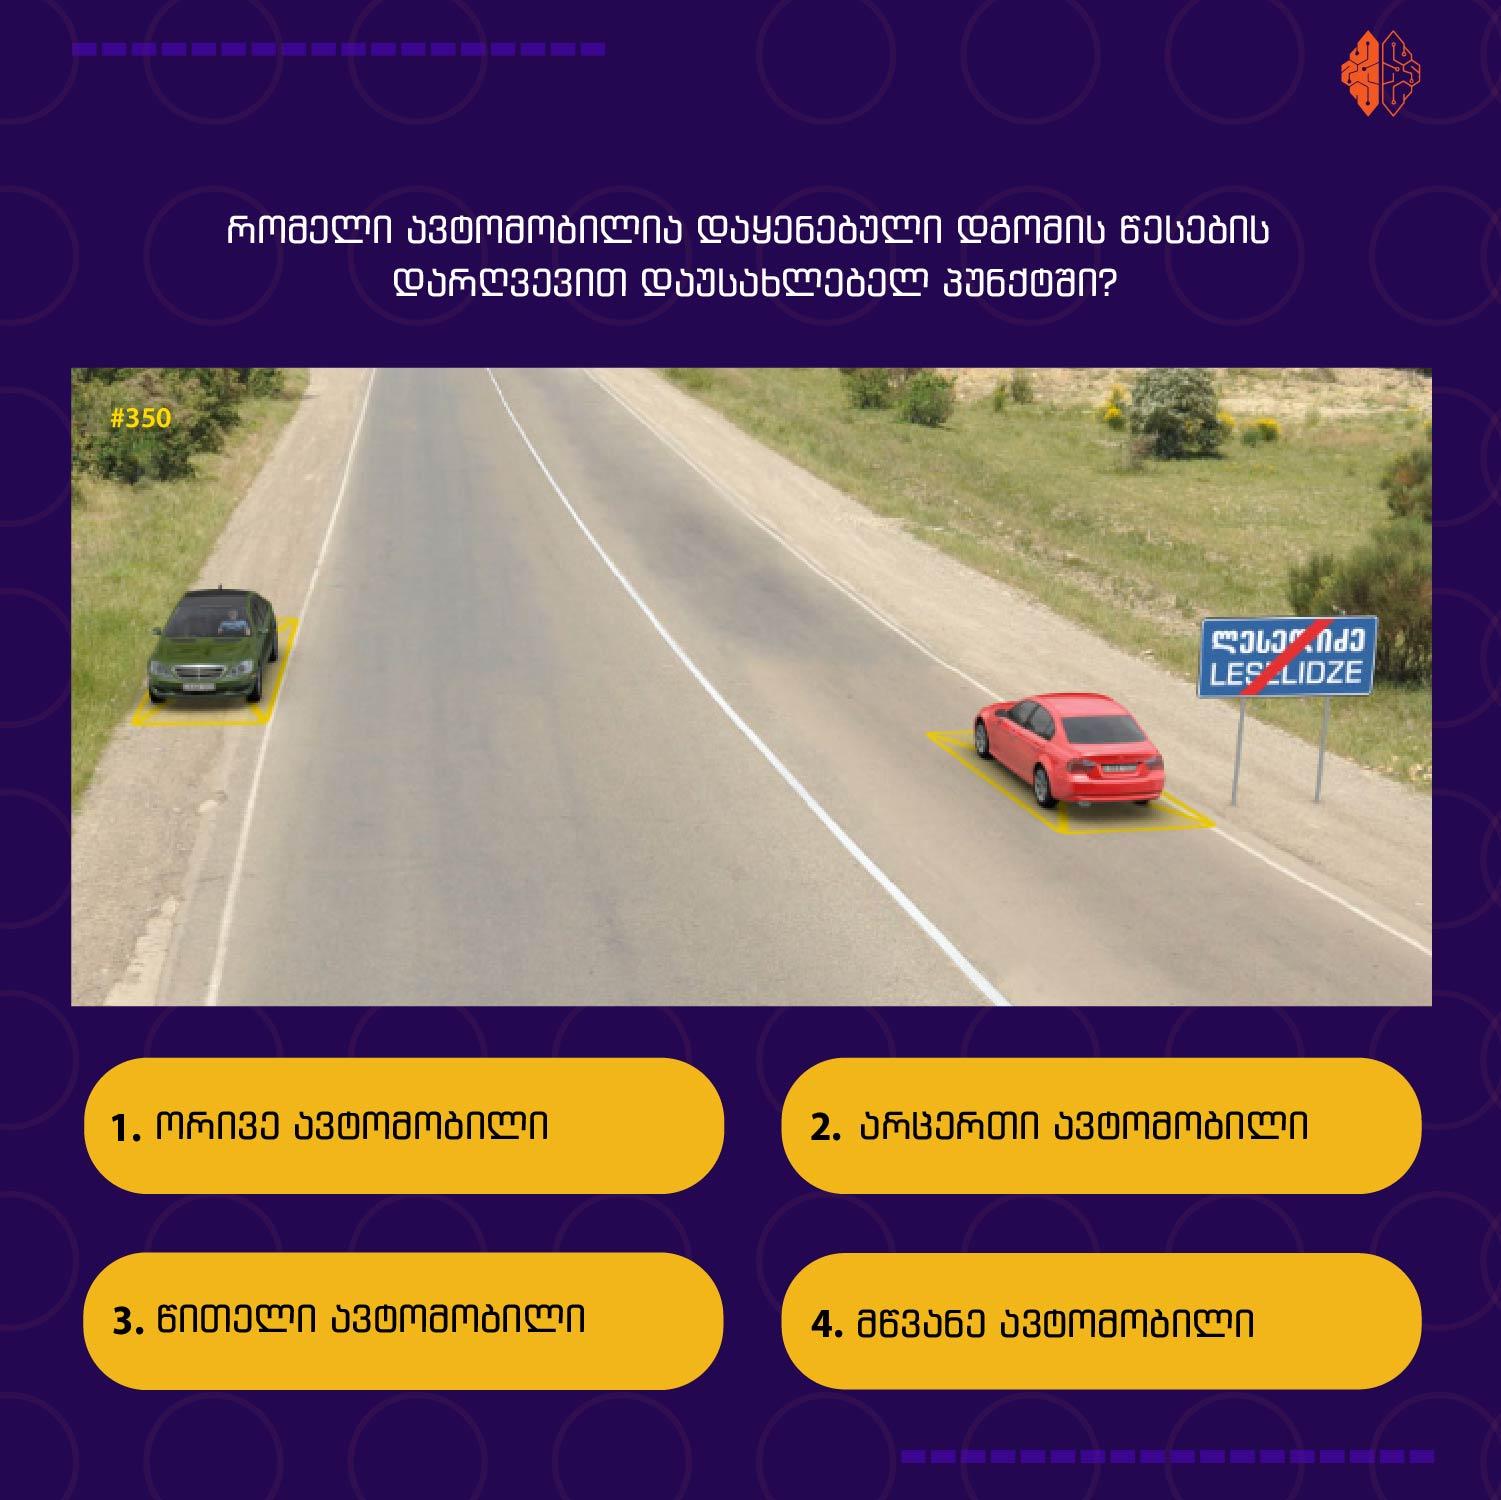 რომელი ავტომობილია დაყენებული დგომის წესების
დარღვევით დაუსახლებელ პუნქტში?
#350
ლესელიძე
LESELIDZE
1. ორივე ავტომობილი
2. არცერთი ავტომობილი
3. წითელი ავტომობილი
4. მწვანე ავტომობილი